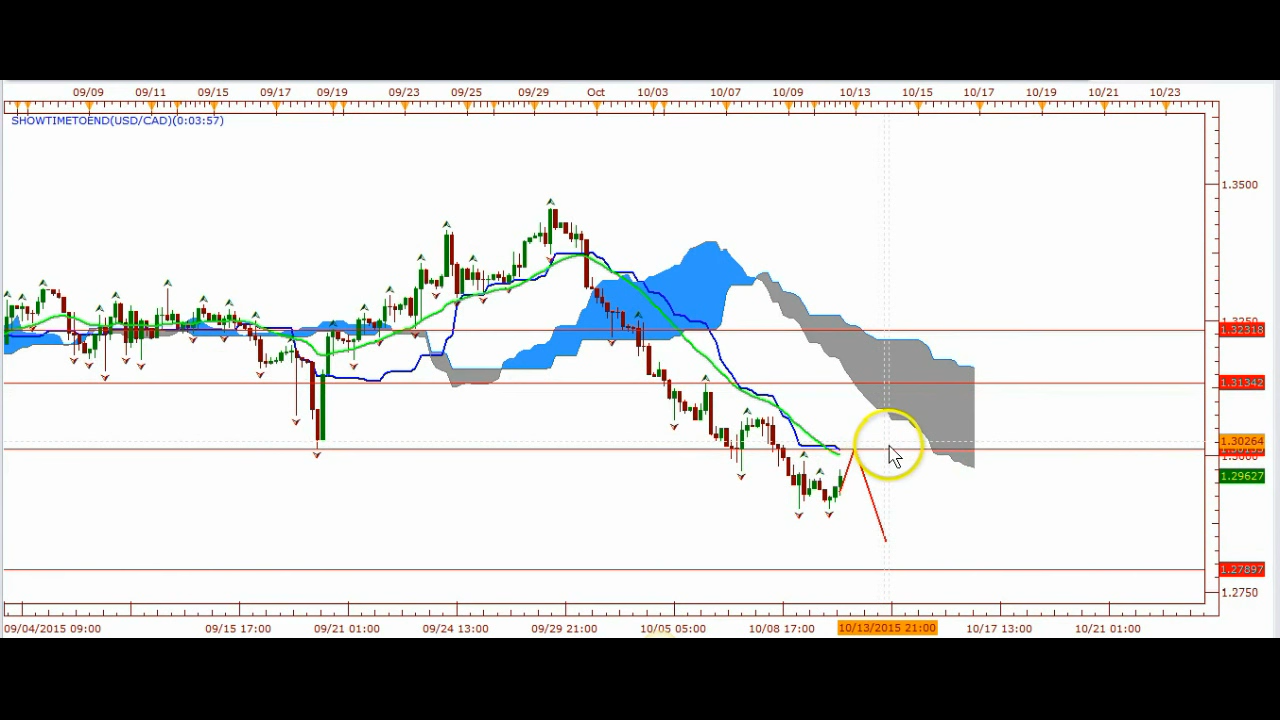 09/09 09/11 09/15 09/17 09/19 09/23 09/25 09/29 Oct 10/03 10/07 10/09 10/13 10/15 10/17 10/21 10/23
SHOWTIMETOEND(USD/CAD)(0:03:57)
1.3500
1.32318
1.31342
1.30264
1.29627
1.27897
1.2750
09/04/2015 09:00 09/15 17:00 09/21 01:00 09/24 13:00 09/29 21:00 10/05 05:00 10/08 17:00 10/13/2015 21:00 10/17 13:00 10/21 01:00